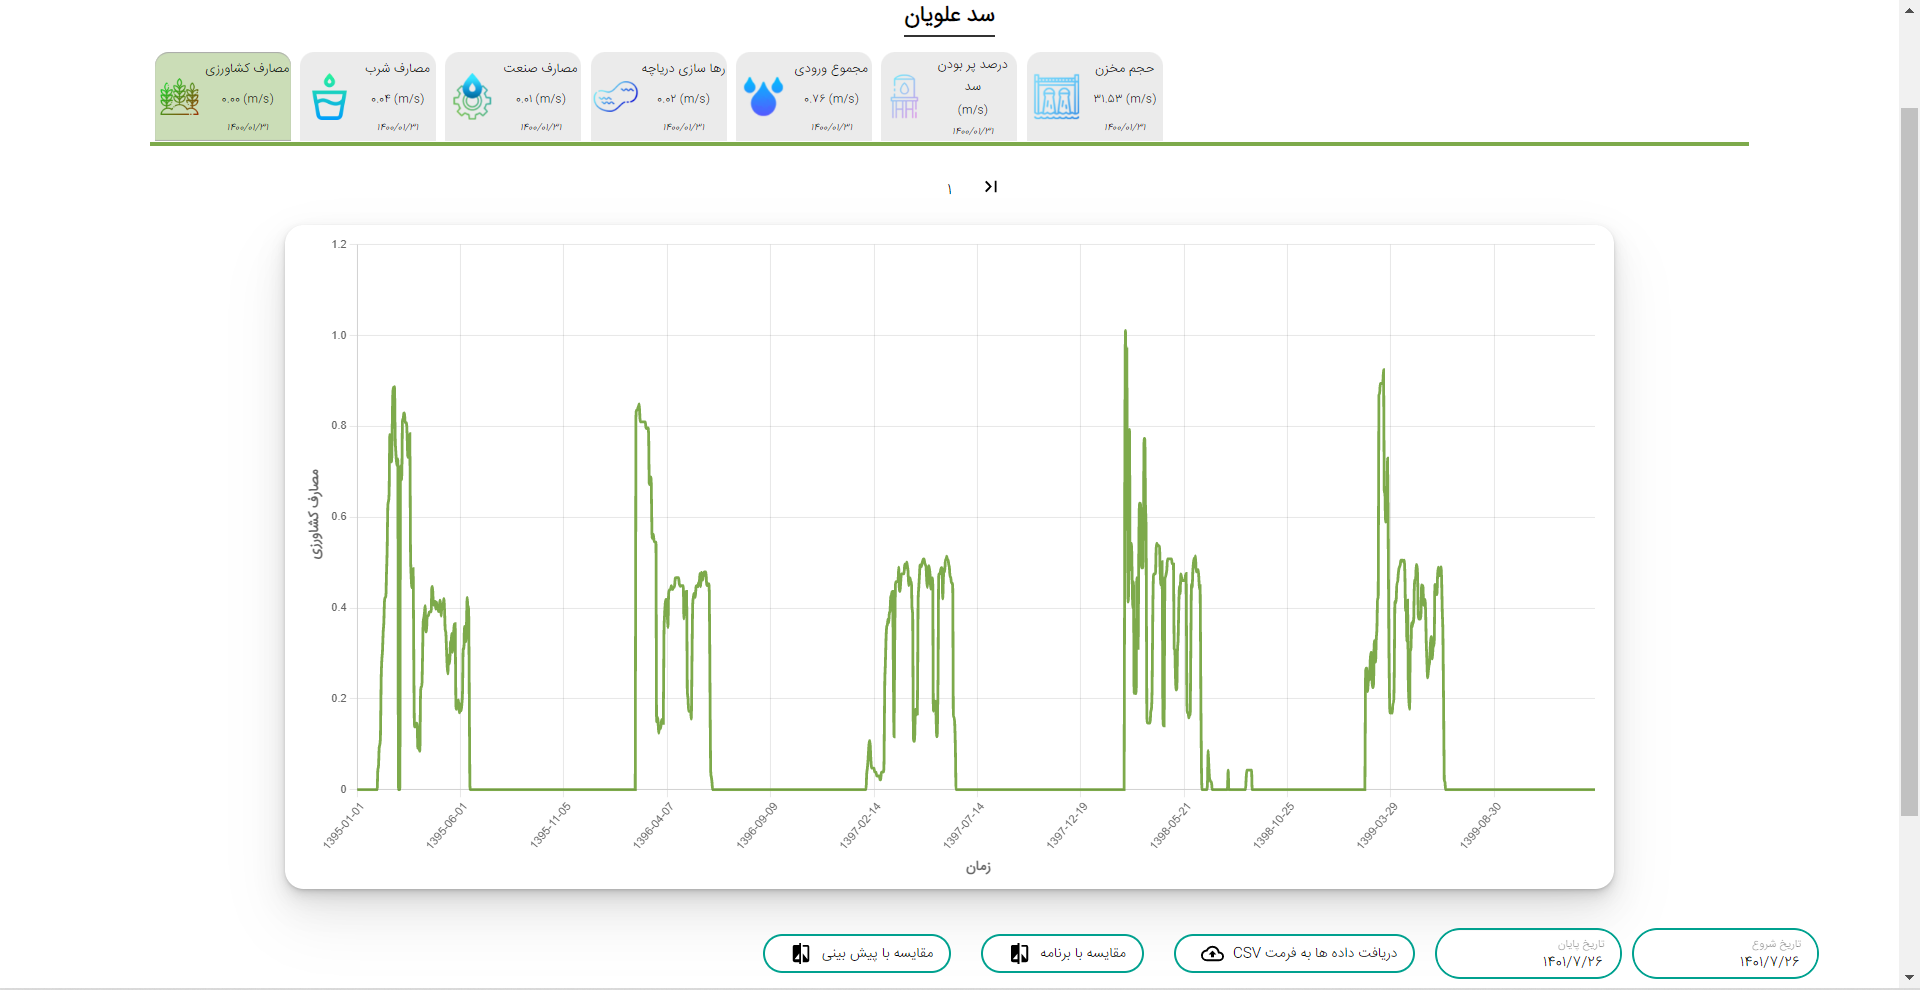 سد علویان
حجم مخزن
۳۱.۵۳ (m/s)
۱۴۰۰/۰۱/۳۱
درصد پر بودن
سد
(m/s)
۱۴۰۰/۰۱/۳۱
مجموع ورودی
۰.۷۶ (m/s)
۱۴۰۰/۰۱/۳۱
رها سازی دریاچه
۰.۰۲ (m/s)
۱۴۰۰/۰۱/۳۱
مصارف صنعت
۰.۰۱ (m/s)
۱۴۰۰/۰۱/۳۱
مصارف شرب
۰.۰۴ (m/s)
۱۴۰۰/۰۱/۳۱
مصارف کشاورزی
۰.۰۰ (m/s)
۱۴۰۰/۰۱/۳۱
۱
1.2
1.0
0.8
0.6
0.4
0.2
0
مصارف کشاورزی
1395-01-01
1395-06-01
1395-11-05
1396-04-07
1396-09-09
1397-02-14
1397-07-14
1397-12-19
1398-05-21
1398-10-25
1399-03-29
1399-08-30
زمان
تاریخ شروع
۱۴۰۱/۷/۲۶
تاریخ پایان
۱۴۰۱/۷/۲۶
دریافت داده ها به فرمت CSV
مقایسه با برنامه
مقایسه با پیش بینی